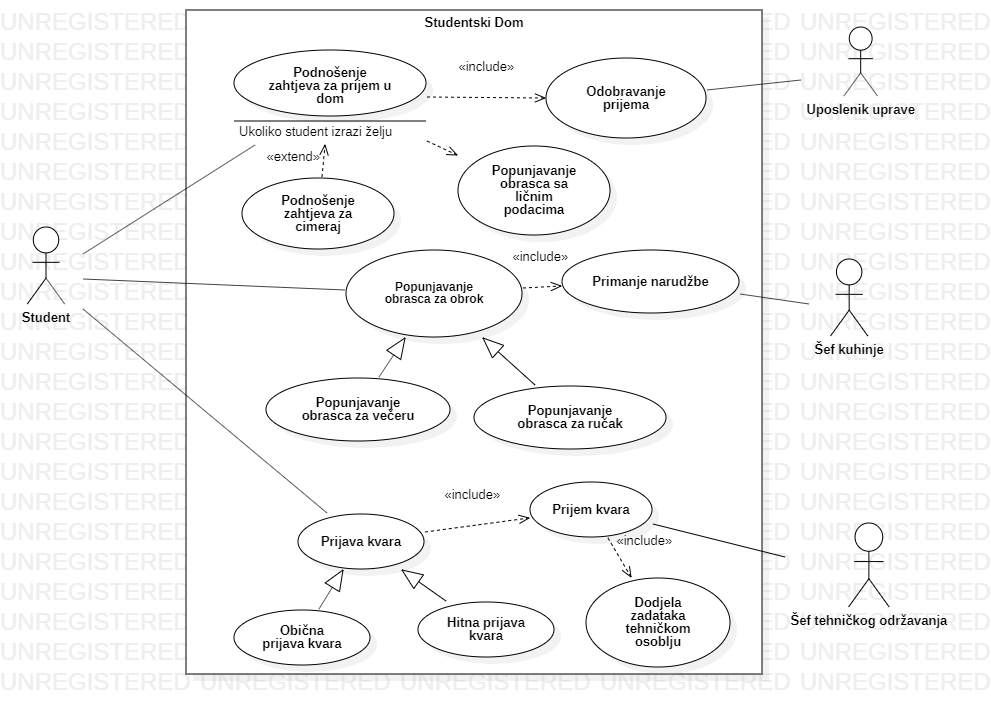 Studentski Dom
Podnošenje
zahtjeva za prijem u
dom
Ukoliko student izrazi želju
«include»
Odobravanje
prijema
Uposlenik uprave
«extend»
Podnošenje
zahtjeva za
cimeraj
Popunjavanje
obrasca sa
ličnim
podacima
Student
Popunjavanje
obrasca za obrok
«include»
Primanje narudžbe
Šef kuhinje
Popunjavanje
obrasca za večeru
Popunjavanje
obrasca za ručak
Prijava kvara
«include»
Prijem kvara
«include»
Šef tehničkog održavanja
Obična
prijava kvara
Hitna prijava
kvara
Dodjela
zadataka
tehničkom
osoblju
UNREGISTERED UNREGISTERED UNREGISTERED UNREGISTERED UNREGISTERED